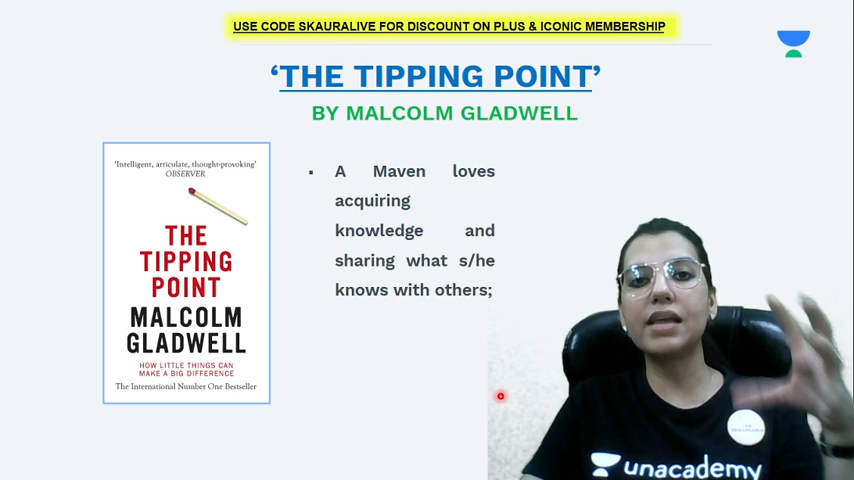 USE CODE SKAURALIVE FOR DISCOUNT ON PLUS & ICONIC MEMBERSHIP
‘THE TIPPING POINT’
BY MALCOLM GLADWELL
‘Intelligent, articulate, thought-provoking’
OBSERVER
THE
TIPPING
POINT
MALCOLM
GLADWELL
HOW LITTLE THINGS CAN
MAKE A BIG DIFFERENCE
The International Number One Bestseller
▪ A Maven loves
acquiring
knowledge and
sharing what s/he
knows with others;
unacademy